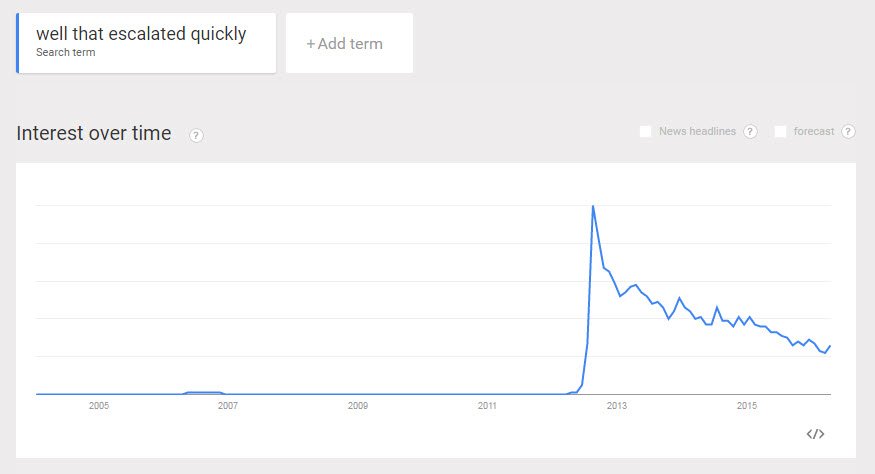 well that escalated quickly
Search term
+Add term
Interest over time ?
News headlines ? forecast ?
2005 2007 2009 2011 2013 2015
</>